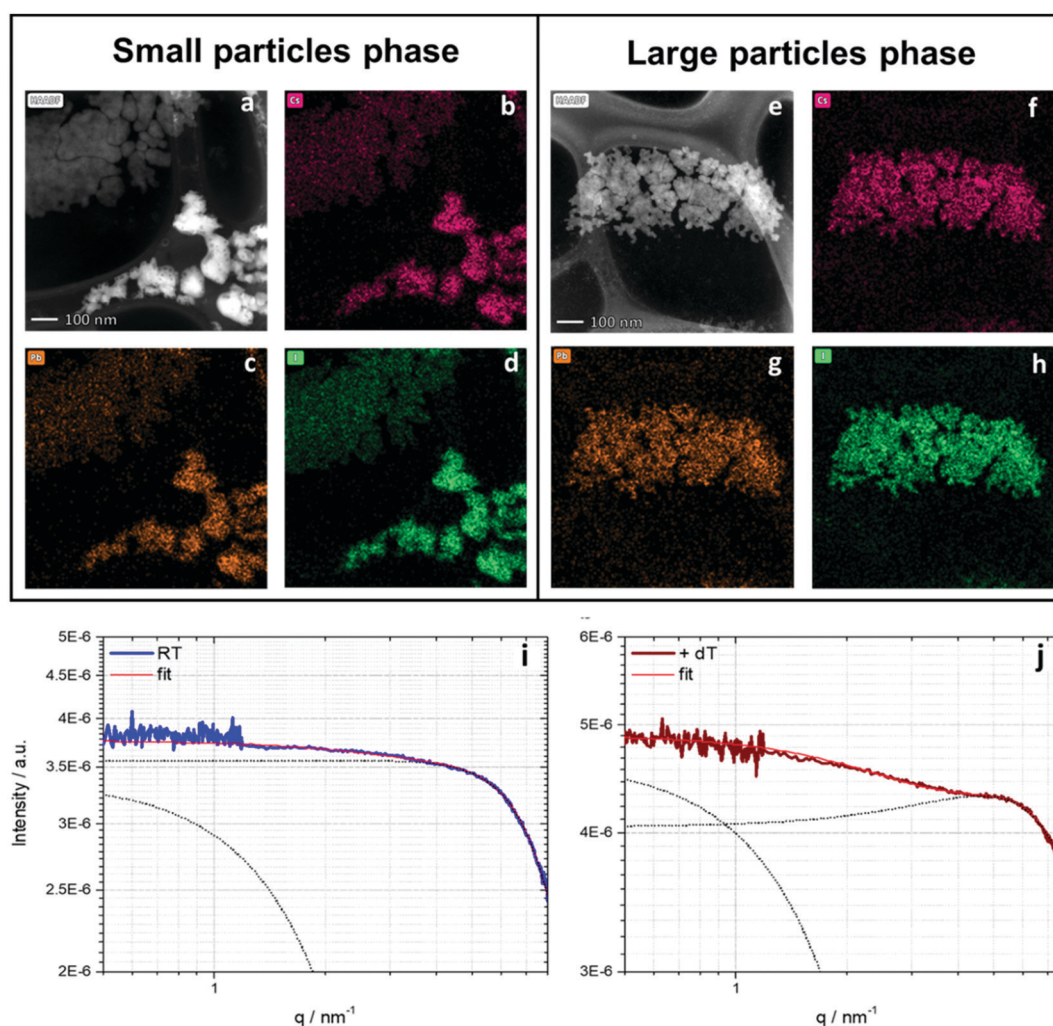 Small particles phase
Large particles phase
HAADF
a
Cs
b
HAADF
e
Cs
f
100 nm
100 nm
Pb
c
I
d
Pb
g
I
h
5E-6
RT
fit
i
4.5E-6
4E-6
3.5E-6
3E-6
2.5E-6
2E-6
Intensity / a.u.
1
q / nm⁻¹
6E-6
+ dT
fit
j
5E-6
4E-6
3E-6
1
q / nm⁻¹